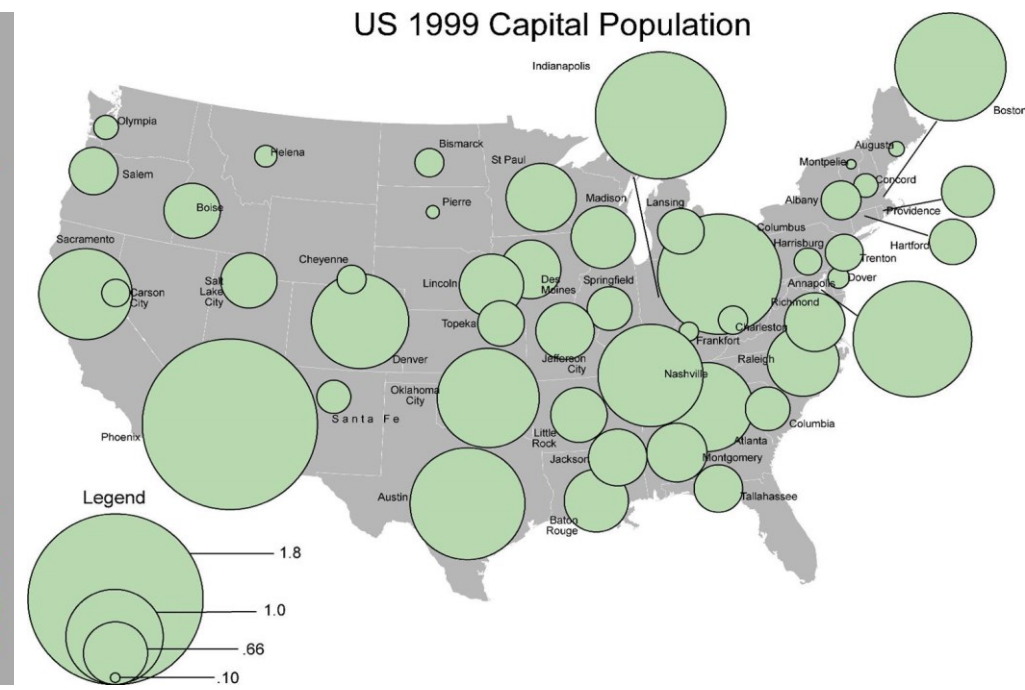 US 1999 Capital Population
Indianapolis
Boston
Olympia
Helena
Bismarck
St Paul
Augusta
Montpelier
Concord
Salem
Boise
Pierre
Madison
Lansing
Albany
Providence
Columbus
Hartford
Sacramento
Harrisburg
Trenton
Cheyenne
Salt
Lake
City
Carson
City
Lincoln
Des
Moines
Springfield
Dover
Annapolis
Richmond
Topeka
Charleston
Frankfort
Denver
Jefferson
City
Raleigh
Nashville
Oklahoma
City
Santa Fe
Phoenix
Little
Rock
Atlanta
Columbia
Jackson
Montgomery
Austin
Baton
Rouge
Tallahassee
Legend
1.8
1.0
.66
.10